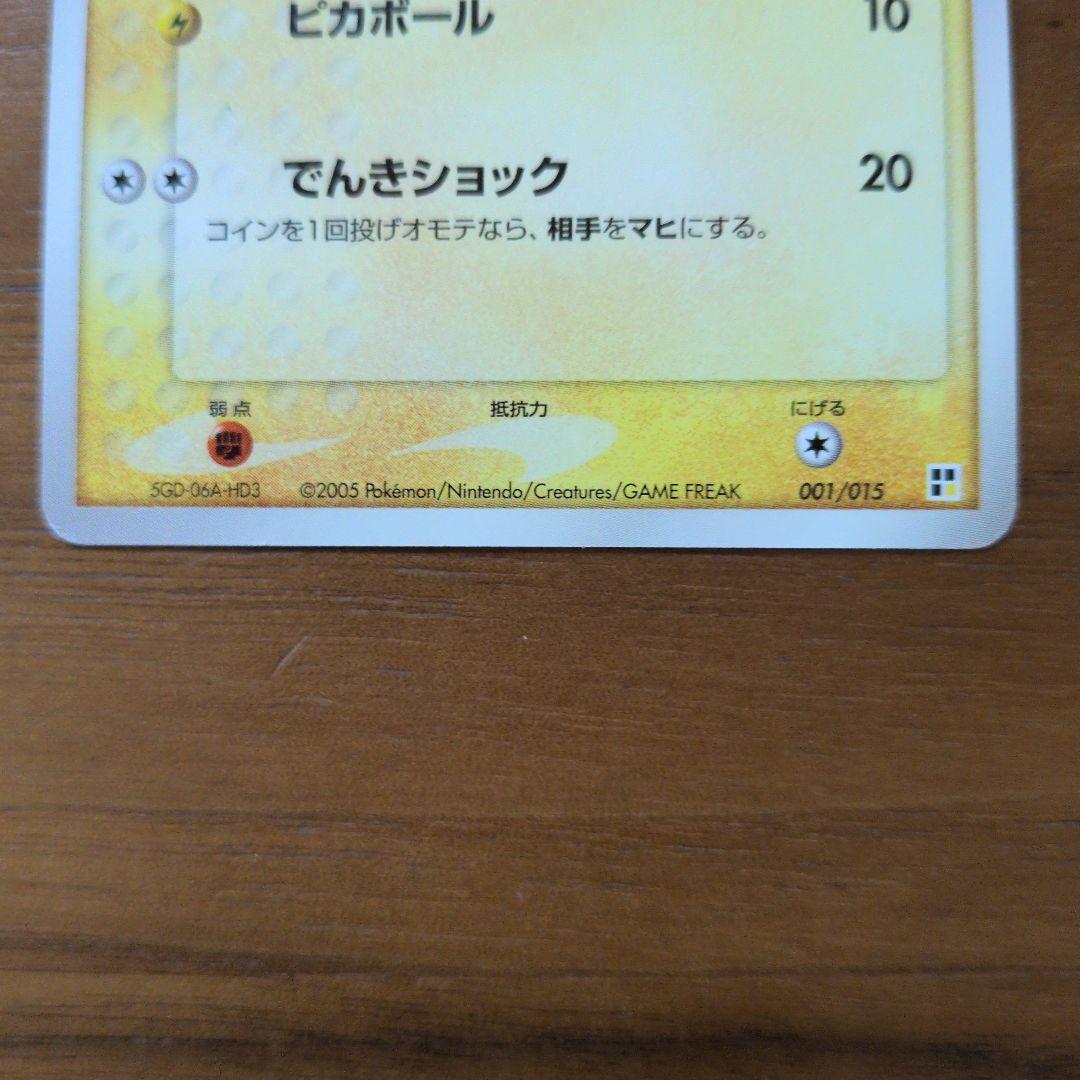 ピカボール 10
でんきショック 20
コインを1回投げオモテなら、相手をマヒにする。
弱点 抵抗力 にげる
5GD-06A-HD3 ©2005 Pokémon/Nintendo/Creatures/GAME FREAK 001/015